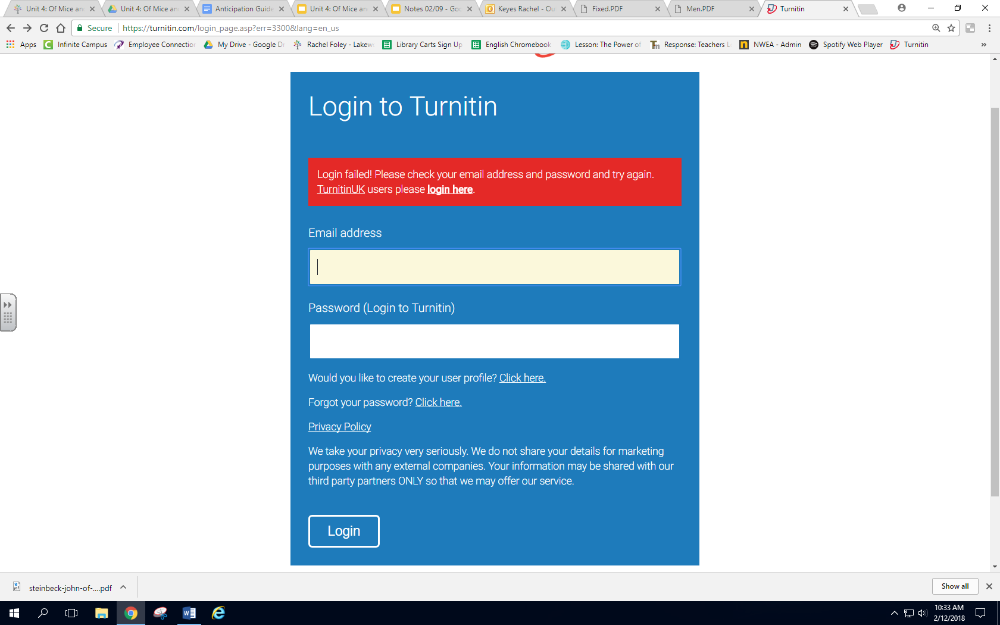 Unit 4: Of Mice an
Unit 4: Of Mice an
Anticipation Guide
Unit 4: Of Mice an
Notes 02/09 - Goo
Keyes Rachel - Ou
Fixed.PDF
Men.PDF
Turnitin
Secure
https://turnitin.com/login_page.asp?err=3300&lang=en_us
Apps
Infinite Campus
Employee Connection
My Drive - Google Dr
Rachel Foley - Lakew
Library Carts Sign Up
English Chromebook
Lesson: The Power of
Response: Teachers L
NWEA - Admin
Spotify Web Player
Turnitin
»
Login to Turnitin
Login failed! Please check your email address and password and try again.
TurnitinUK users please login here.
Email address
Password (Login to Turnitin)
Would you like to create your user profile? Click here.
Forgot your password? Click here.
Privacy Policy
We take your privacy very seriously. We do not share your details for marketing
purposes with any external companies. Your information may be shared with our
third party partners ONLY so that we may offer our service.
Login
steinbeck-john-of-....pdf
Show all
10:33 AM
2/12/2018